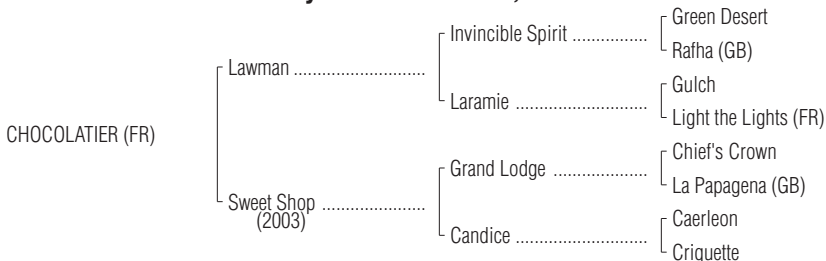 Green Desert
Invincible Spirit ................
Rafha (GB)
Lawman ............................
Gulch
Laramie ............................
Light the Lights (FR)
CHOCOLATIER (FR)
Chief's Crown
Grand Lodge ....................
La Papagena (GB)
Sweet Shop ......................
(2003)
Caerleon
Candice ............................
Criquette